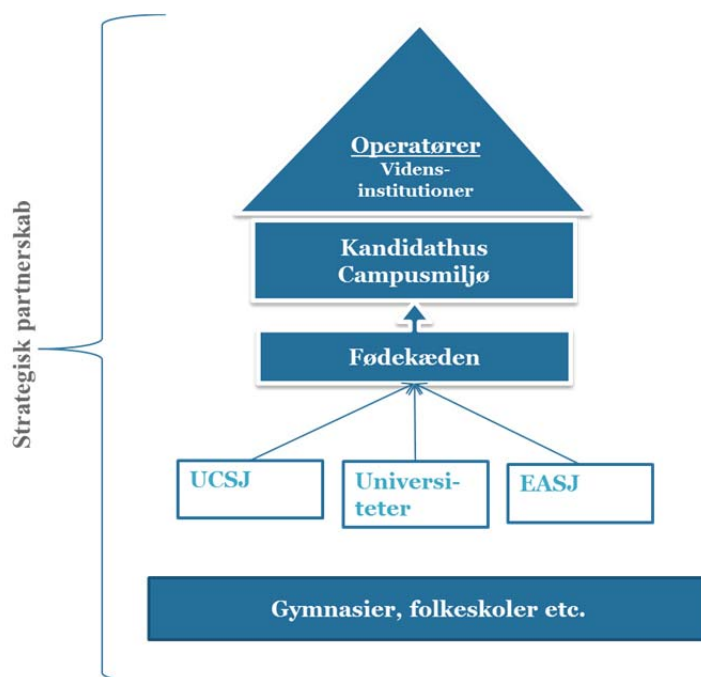 Strategisk partnerskab
Operatører
Videns-
institutioner
Kandidathus
Campusmiljø
Fødekæden
UCSJ
Universi-
teter
EASJ
Gymnasier, folkeskoler etc.